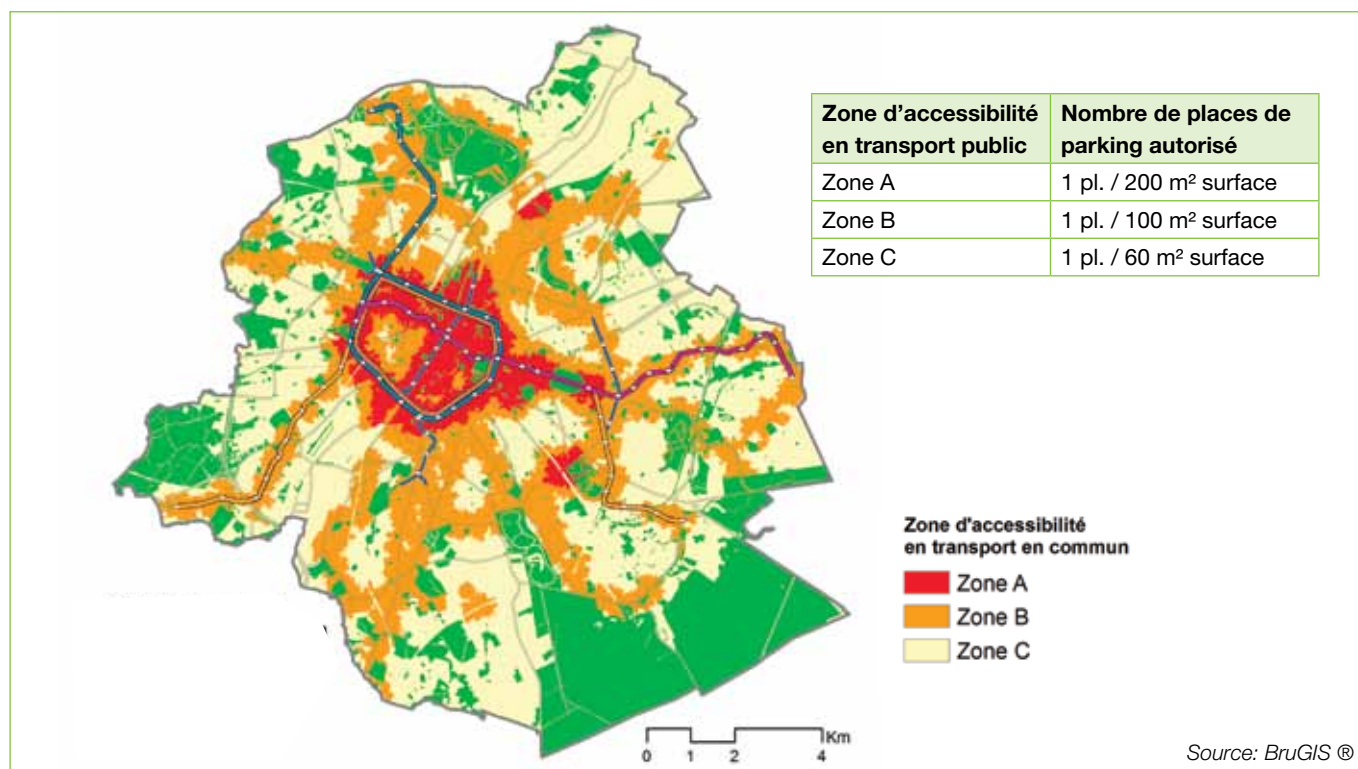 Zone d'accessibilité en transport public
Nombre de places de parking autorisé
Zone A
1 pl. / 200 m² surface
Zone B
1 pl. / 100 m² surface
Zone C
1 pl. / 60 m² surface
Zone d'accessibilité
en transport en commun
Zone A
Zone B
Zone C
Km
0 1 2 4
Source: BruGIS ®